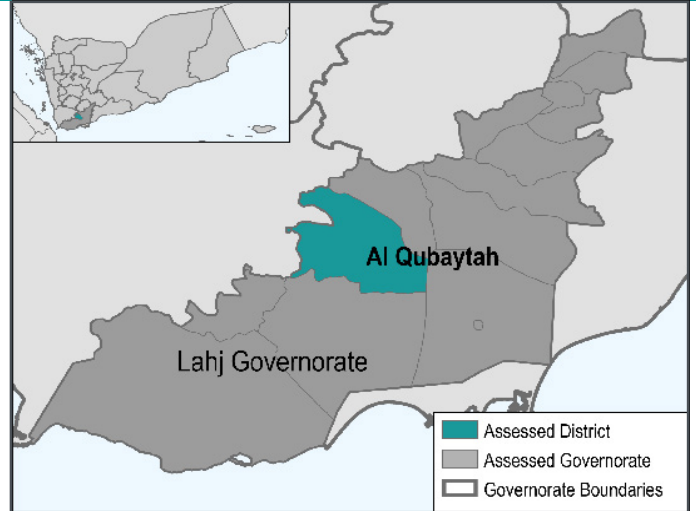 Al Qubaytah
Lahj Governorate
Assessed District
Assessed Governorate
Governorate Boundaries